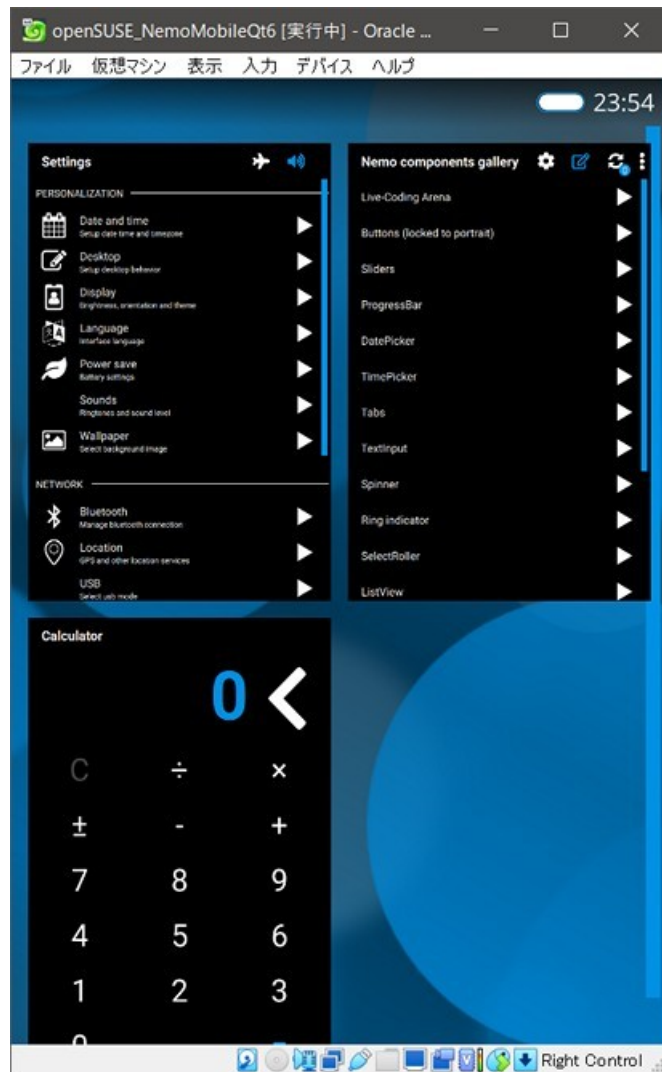 openSUSE_NemoMobileQt6 [実行中] - Oracle ...
ファイル 仮想マシン 表示 入力 デバイス ヘルプ
23:54
Settings
PERSONALIZATION
Date and time
Setup date time and timezone
Desktop
Setup desktop behavior
Display
Brightness, orientation and theme
Language
Interface language
Power save
Battery settings
Sounds
Ringtones and sound level
Wallpaper
Select background image
NETWORK
Bluetooth
Manage bluetooth connection
Location
GPS and other location services
USB
Select usb mode
Nemo components gallery
0
Live-Coding Arena
Buttons (locked to portrait)
Sliders
ProgressBar
DatePicker
TimePicker
Tabs
TextInput
Spinner
Ring indicator
SelectRoller
ListView
Calculator
0
C ÷ ×
± - +
7 8 9
4 5 6
1 2 3
0
Right Control